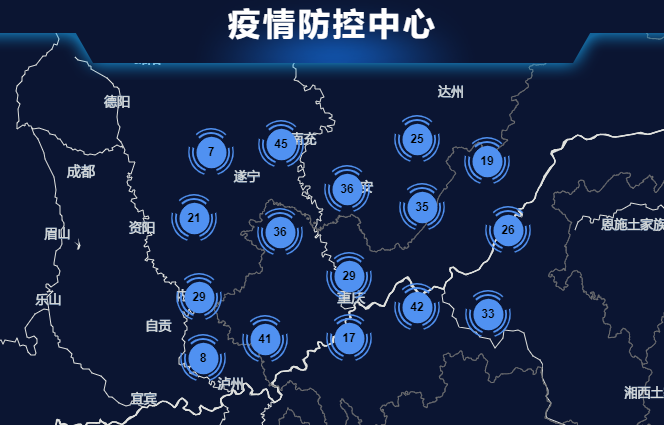 疫情防控中心
达州
德阳
25
45
南充
7
19
成都
遂宁
36
安
35
21
恩施土家族
资阳
26
36
眉山
29
重庆
29
乐山
42
33
自贡
41
17
8
泸州
湘西土
宜宾